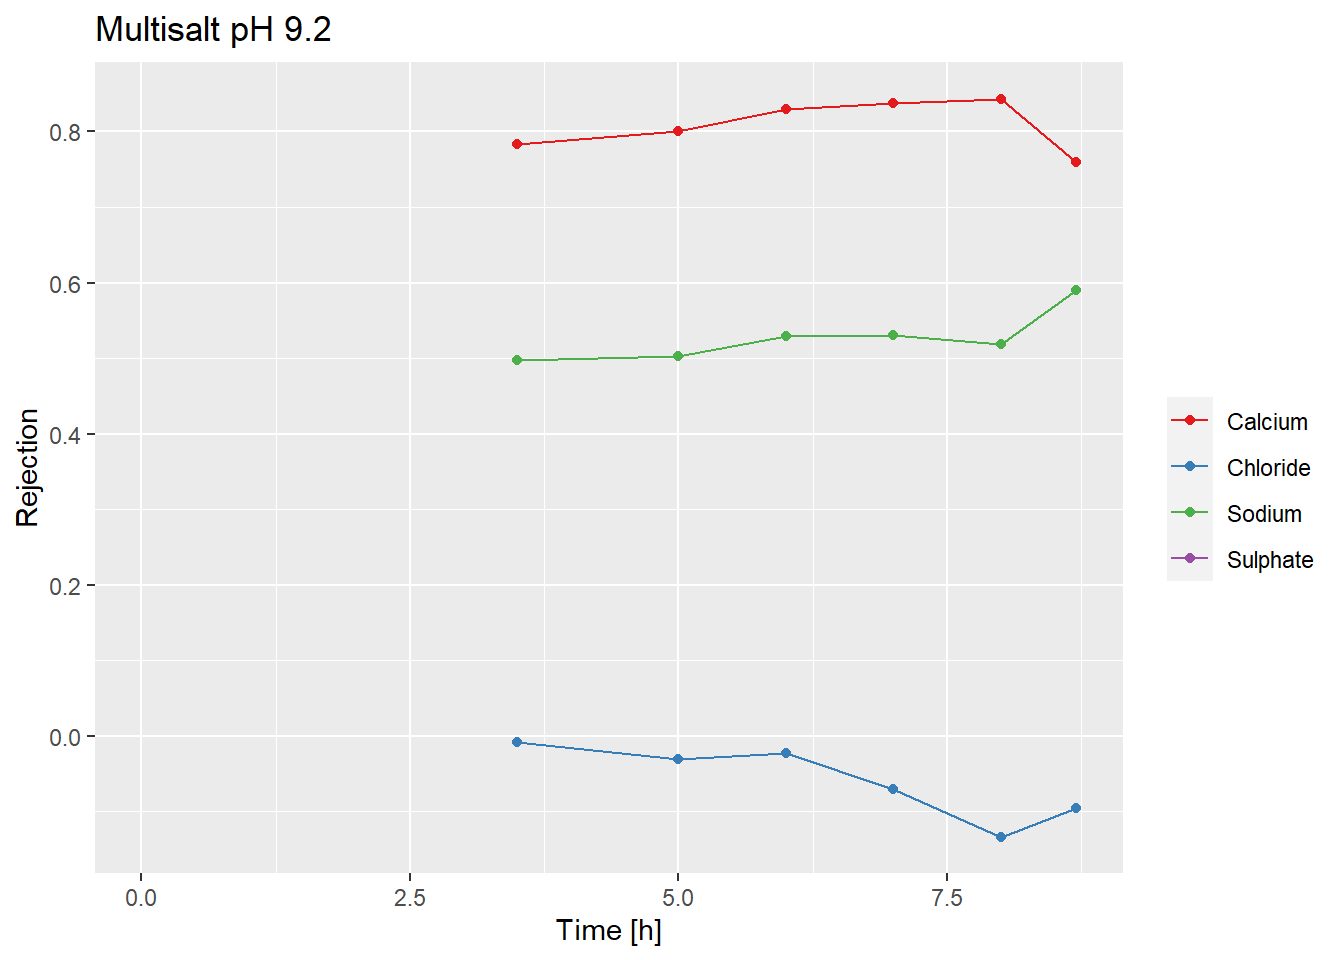 Multisalt pH 9.2
0.8
0.6
0.4
0.2
0.0
Rejection
0.0 2.5 5.0 7.5
Time [h]
Calcium
Chloride
Sodium
Sulphate